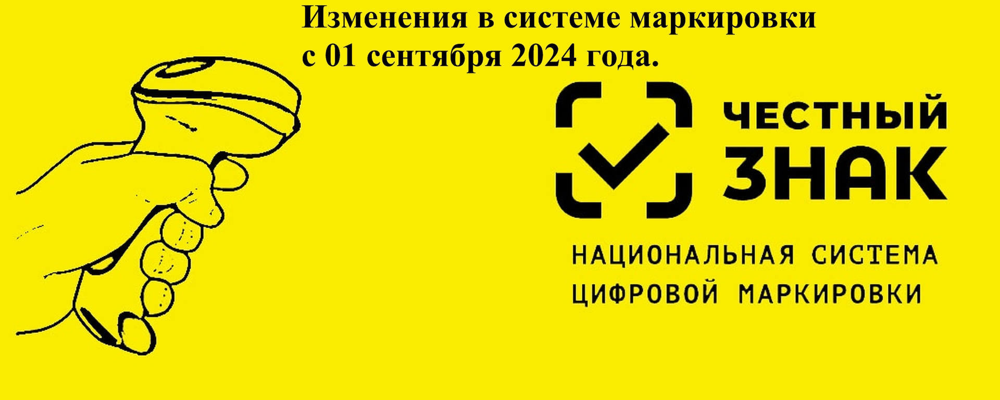 Изменения в системе маркировки
с 01 сентября 2024 года.
ЧЕСТНЫЙ
ЗНАК
НАЦИОНАЛЬНАЯ СИСТЕМА
ЦИФРОВОЙ МАРКИРОВКИ